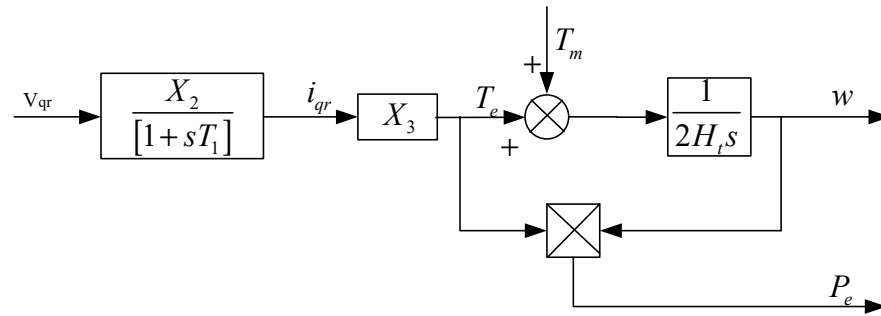 T_m
+
V_qr
X_2
[1 + sT_1]
i_qr
X_3
T_e
+
1
2H_t s
w
P_e